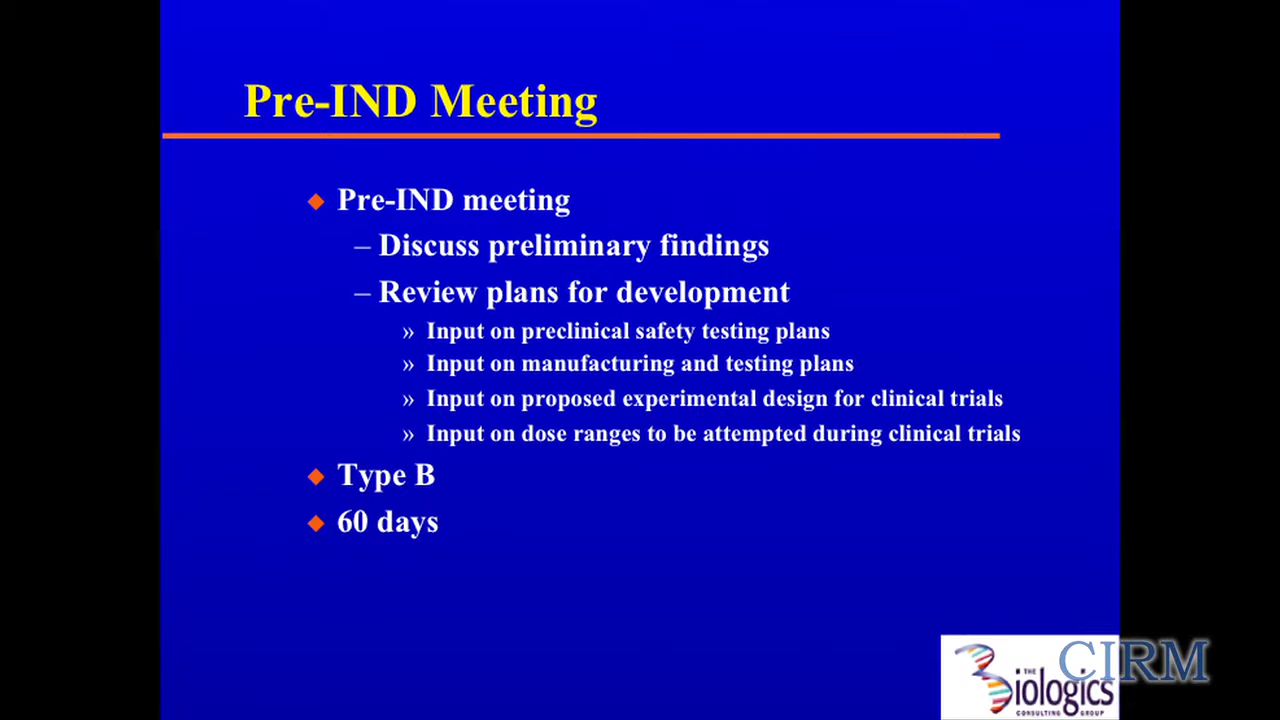 Pre-IND Meeting
◆ Pre-IND meeting
– Discuss preliminary findings
– Review plans for development
» Input on preclinical safety testing plans
» Input on manufacturing and testing plans
» Input on proposed experimental design for clinical trials
» Input on dose ranges to be attempted during clinical trials
◆ Type B
◆ 60 days
THE
Biologics
CONSULTING GROUP
CIRM